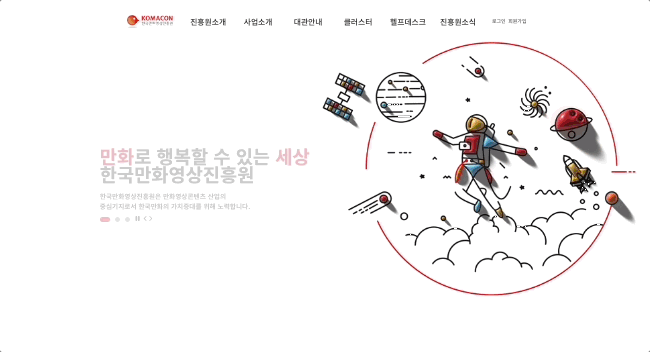 KOMACON
한국만화영상진흥원
진흥원소개 사업소개 대관안내 클러스터 헬프데스크 진흥원소식 로그인 회원가입
만화로 행복할 수 있는 세상
한국만화영상진흥원
한국만화영상진흥원은 만화영상콘텐츠 산업의
중심기지로서 한국만화의 가치증대를 위해 노력합니다.